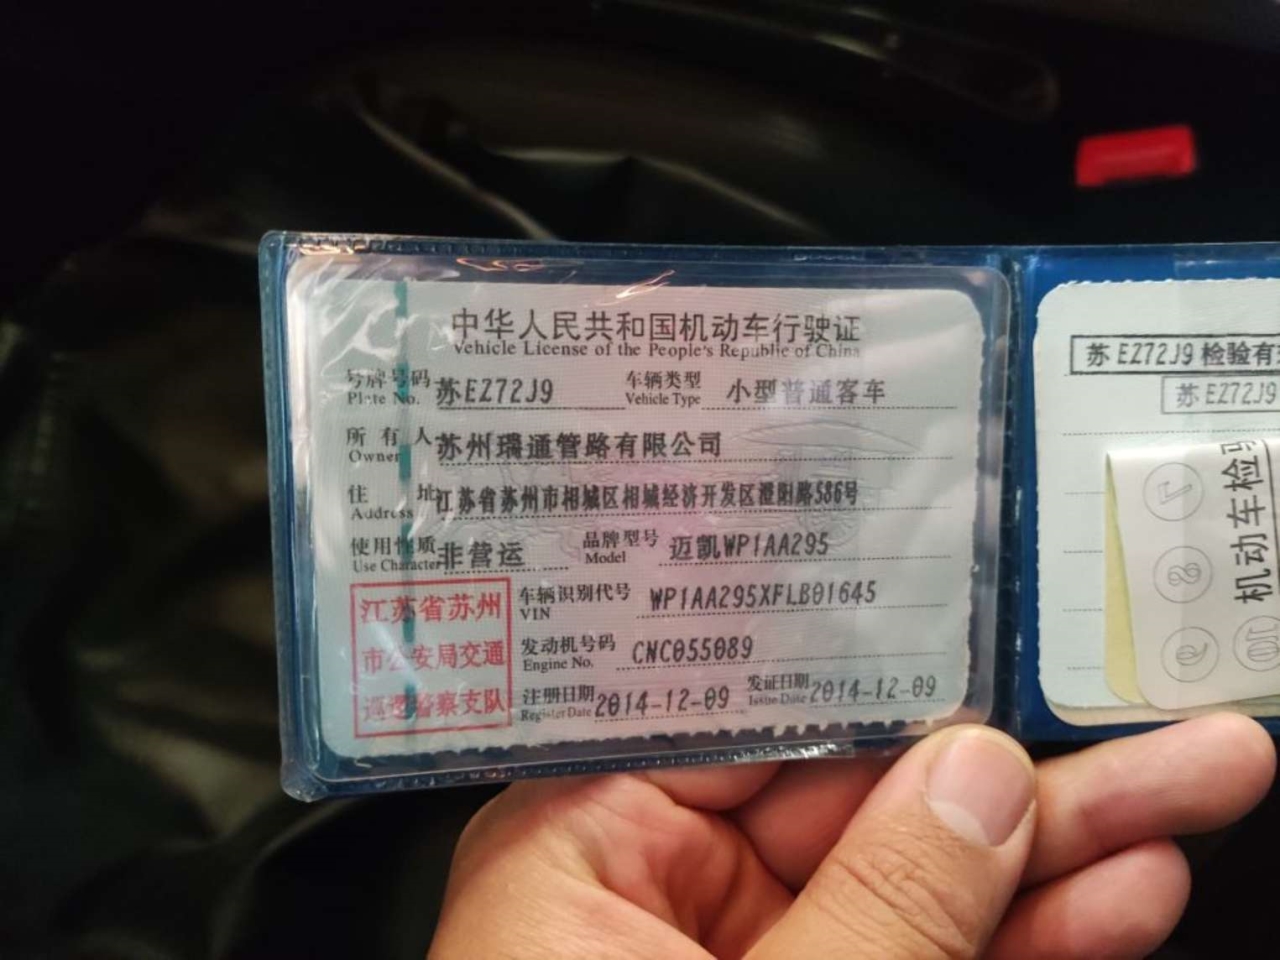 中华人民共和国机动车行驶证
Vehicle License of the People's Republic of China
号牌号码 苏EZ72J9 车辆类型 小型普通客车
Plate No. Vehicle Type
所有人 苏州瑞通管路有限公司
Owner
住址 江苏省苏州市相城区相城经济开发区澄阳路586号
Address
使用性质 非营运 品牌型号 迈凯WP1AA295
Use Character Model
江苏省苏州
市公安局交通
巡逻警察支队
车辆识别代号 WP1AA295XFLB01645
VIN
发动机号码 CNC055089
Engine No.
注册日期 2014-12-09 发证日期 2014-12-09
Register Date Issue Date
苏EZ72J9检验有
苏EZ72J9
机动车检
7
8
9
10